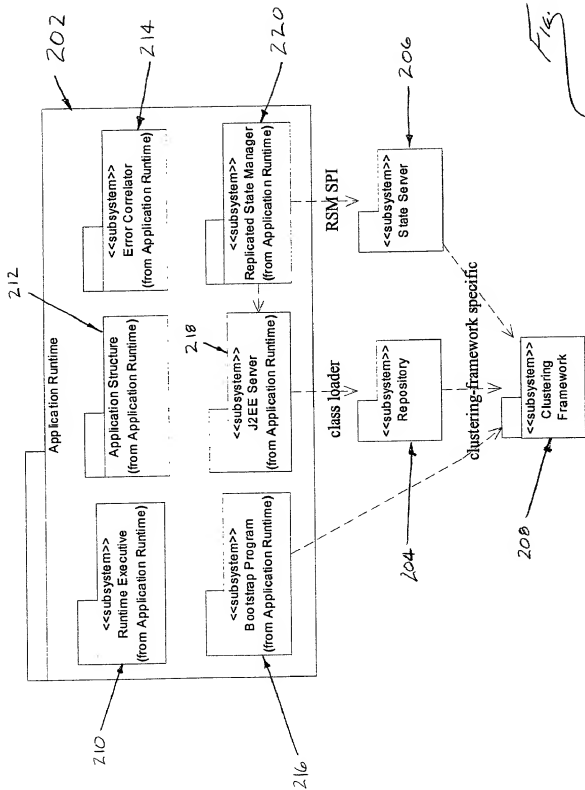 202
Application Runtime
212
214
<<subsystem>>
Runtime Executive
(from Application Runtime)
Application Structure
(from Application Runtime)
<<subsystem>>
Error Correlator
(from Application Runtime)
210
218
220
<<subsystem>>
Bootstrap Program
(from Application Runtime)
<<subsystem>>
J2EE Server
(from Application Runtime)
<<subsystem>>
Replicated State Manager
(from Application Runtime)
216
class loader
RSM SPI
204
<<subsystem>>
Repository
<<subsystem>>
State Server
206
clustering-framework specific
208
<<subsystem>>
Clustering
Framework
Fig.